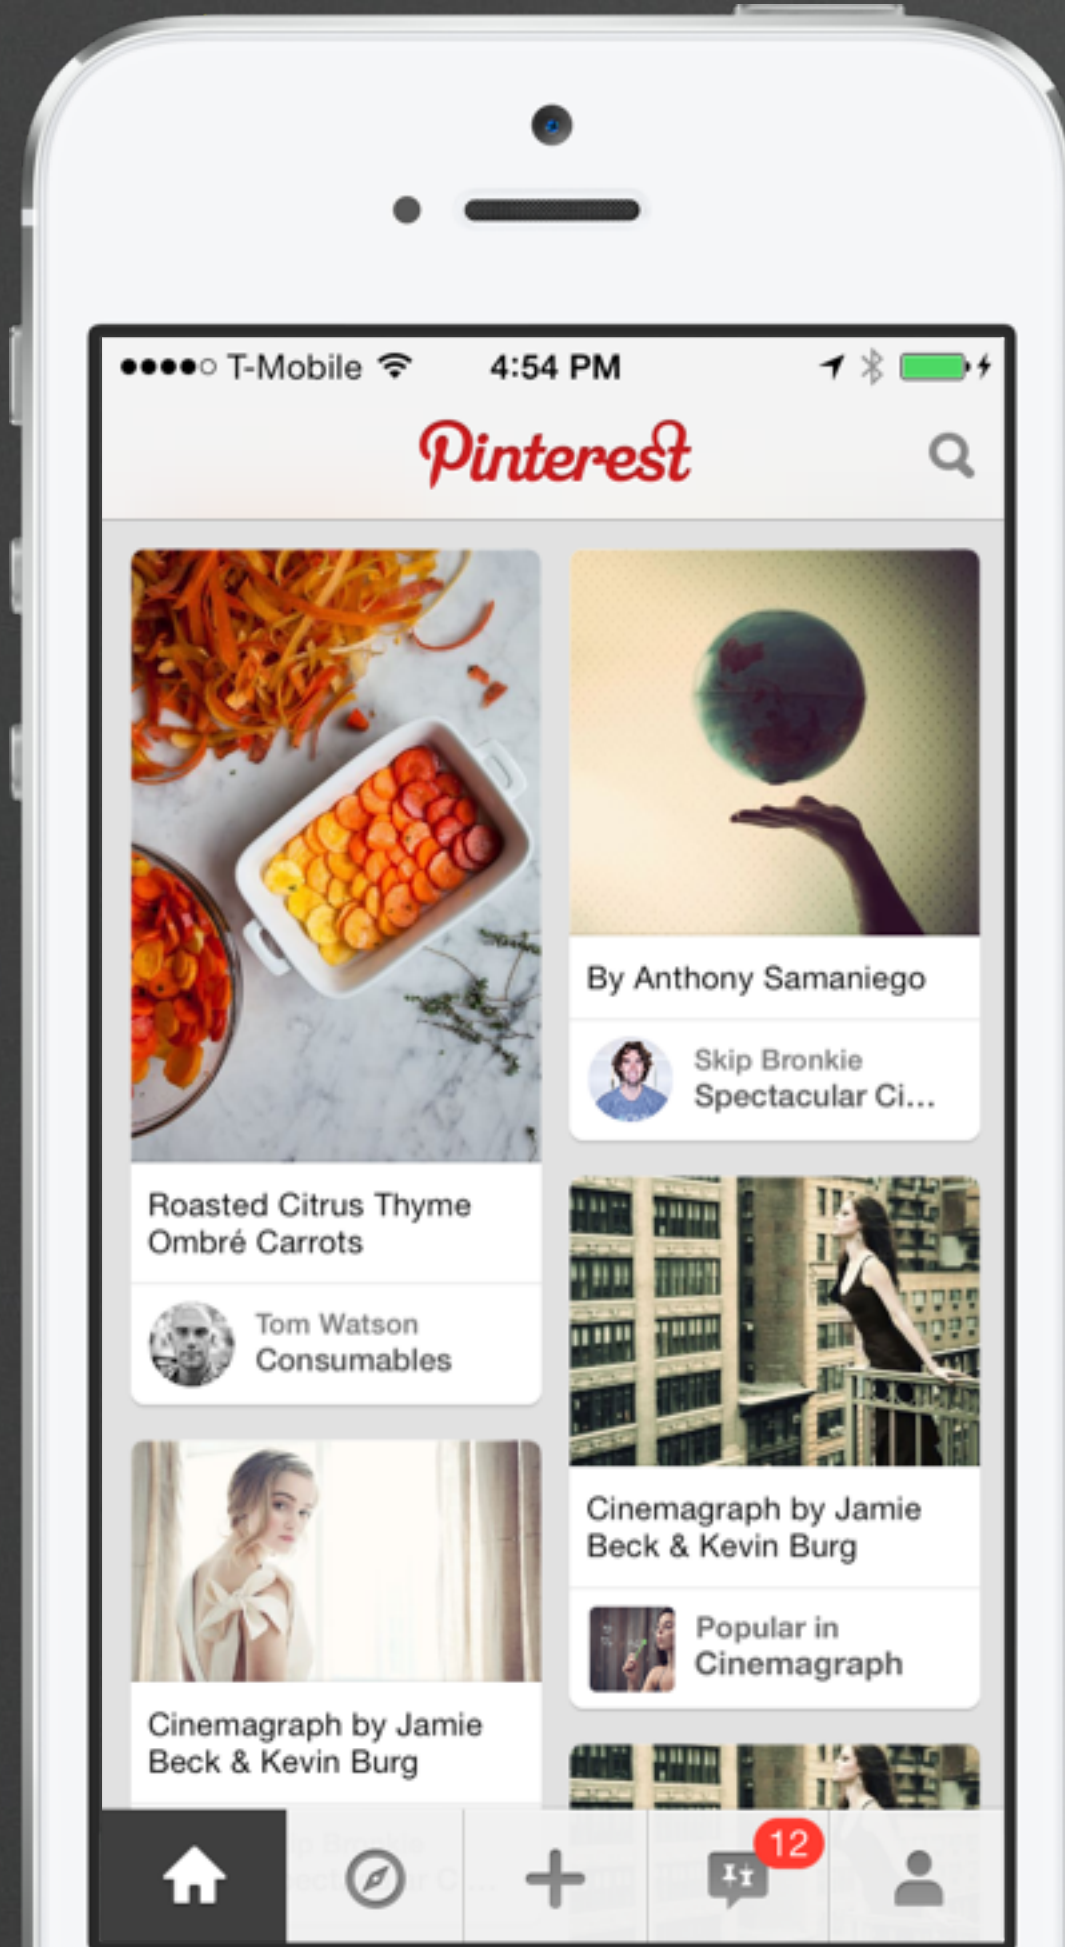 T-Mobile 4:54 PM
Pinterest
Roasted Citrus Thyme
Ombré Carrots
Tom Watson
Consumables
Cinemagraph by Jamie
Beck & Kevin Burg
By Anthony Samaniego
Skip Bronkie
Spectacular Ci...
Cinemagraph by Jamie
Beck & Kevin Burg
Popular in
Cinemagraph
12